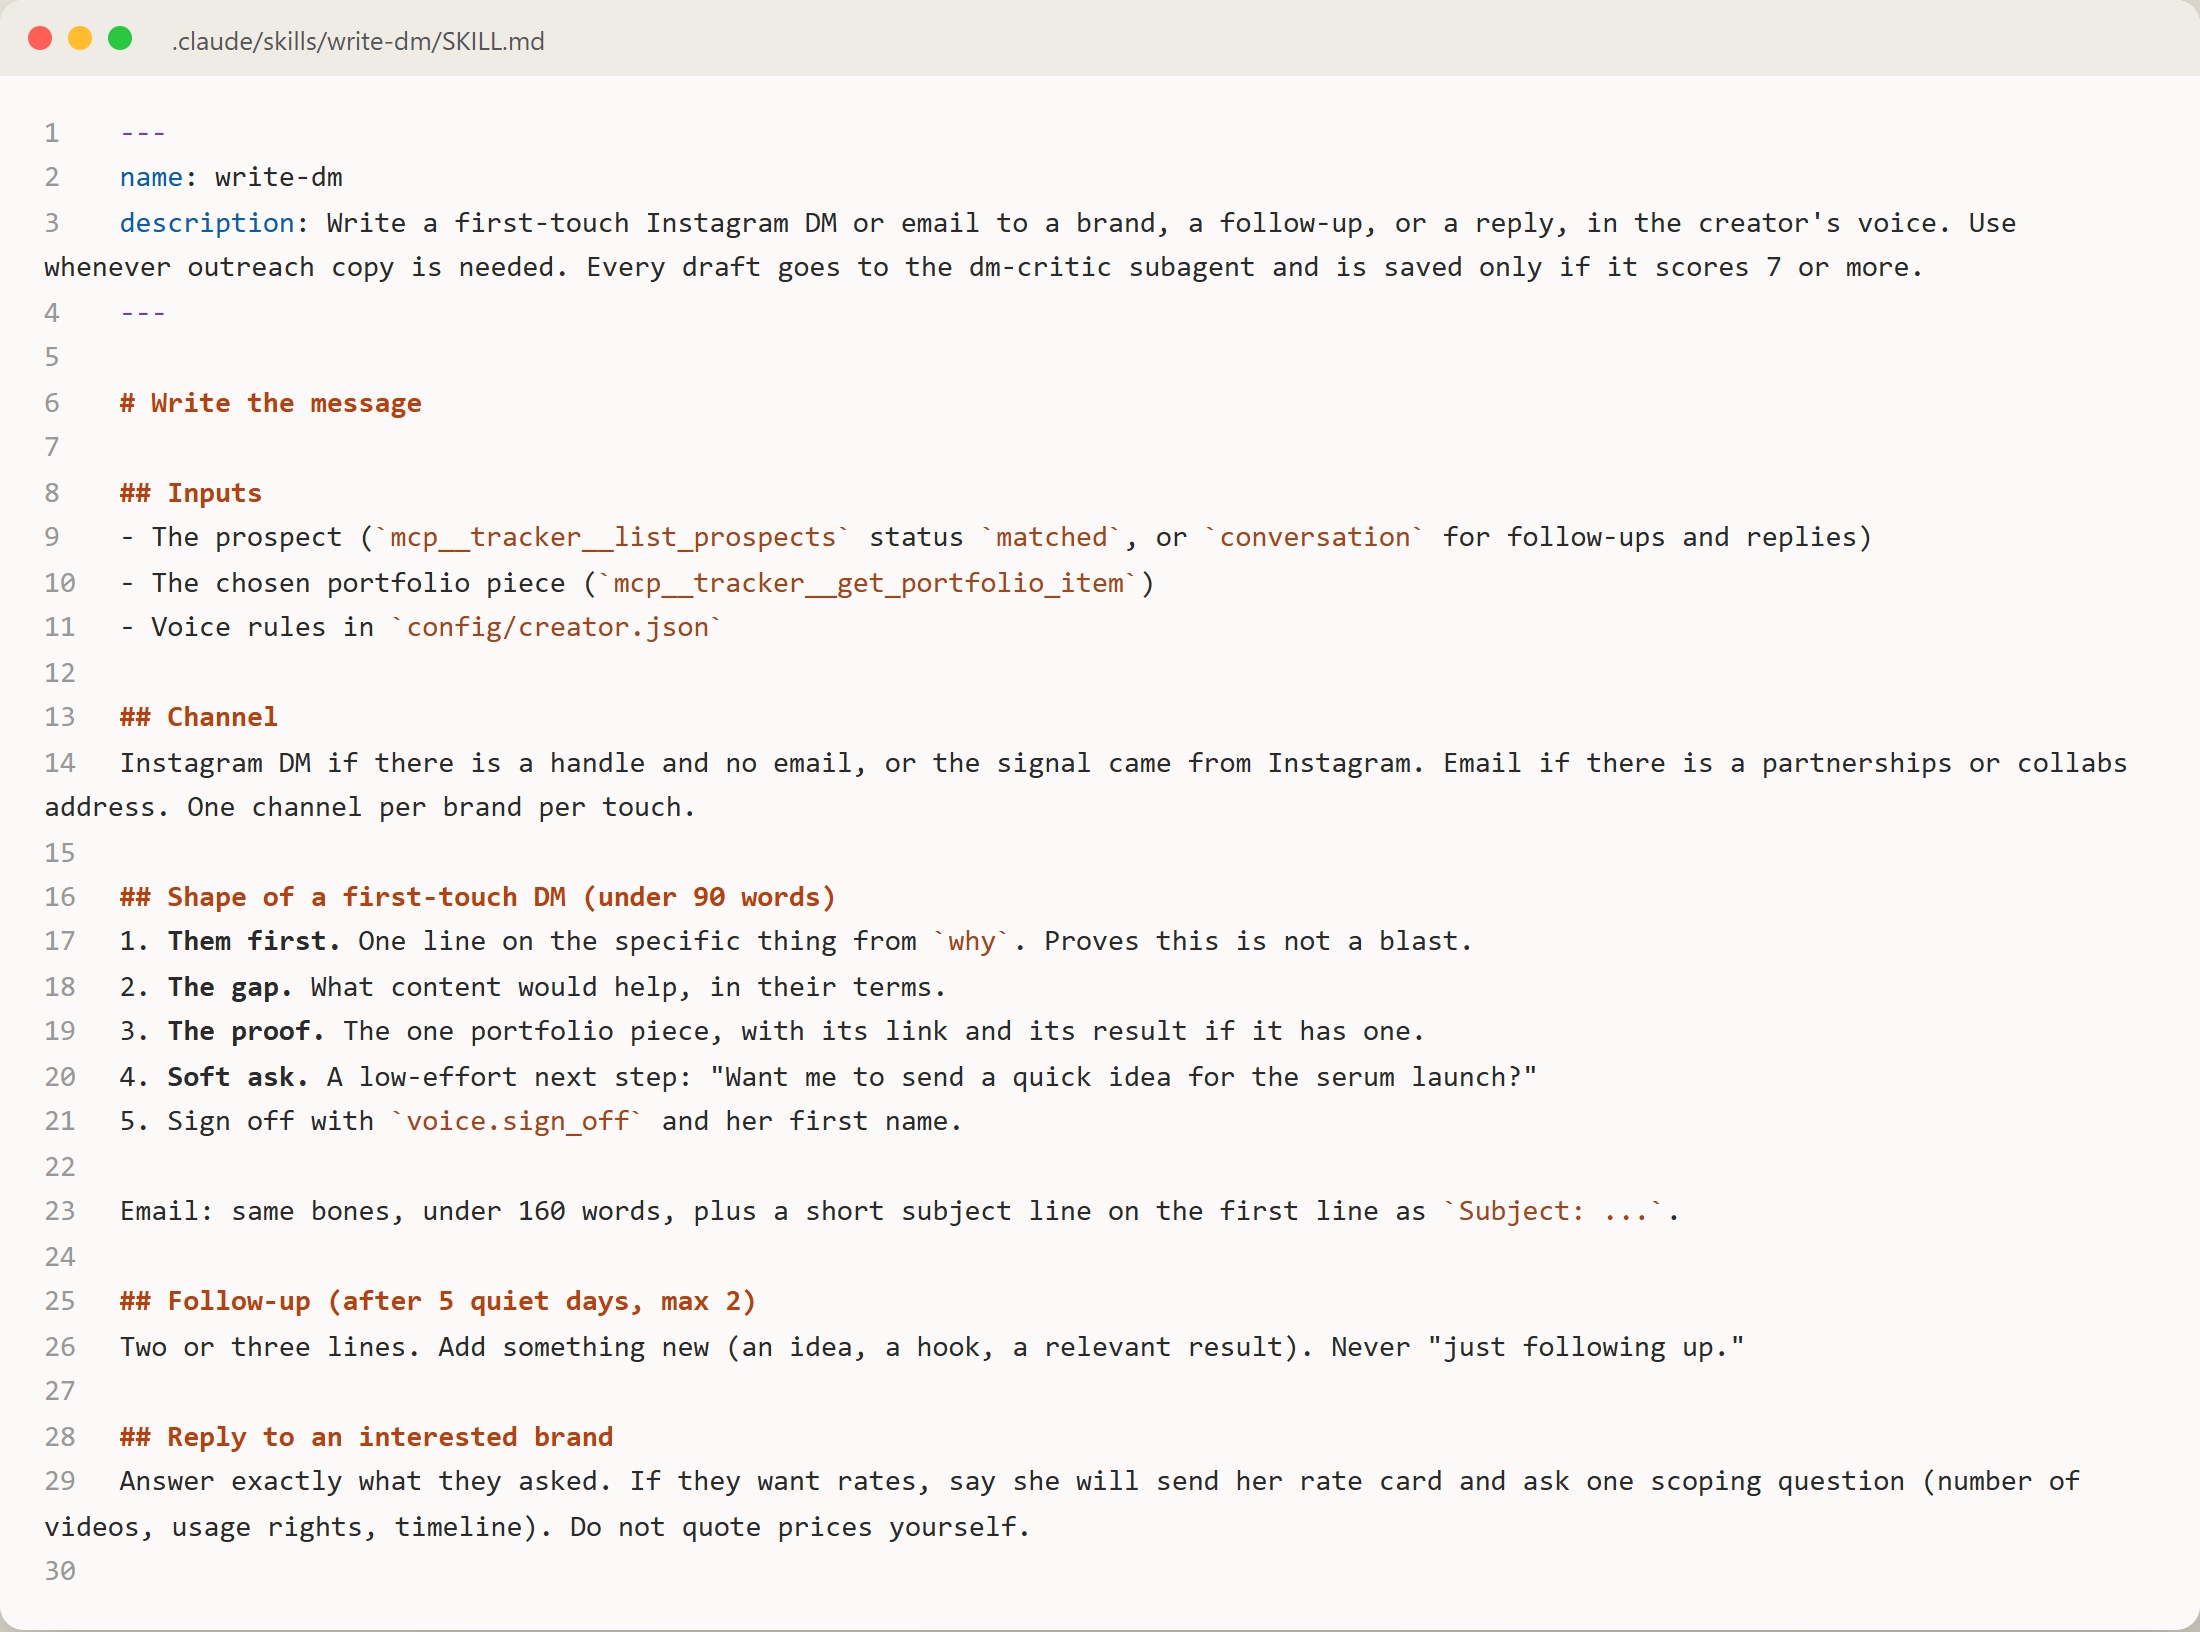 .claude/skills/write-dm/SKILL.md
1 ---
2 name: write-dm
3 description: Write a first-touch Instagram DM or email to a brand, a follow-up, or a reply, in the creator's voice. Use
whenever outreach copy is needed. Every draft goes to the dm-critic subagent and is saved only if it scores 7 or more.
4 ---
5
6 # Write the message
7
8 ## Inputs
9 - The prospect (`mcp__tracker__list_prospects` status `matched`, or `conversation` for follow-ups and replies)
10 - The chosen portfolio piece (`mcp__tracker__get_portfolio_item`)
11 - Voice rules in `config/creator.json`
12
13 ## Channel
14 Instagram DM if there is a handle and no email, or the signal came from Instagram. Email if there is a partnerships or collabs
address. One channel per brand per touch.
15
16 ## Shape of a first-touch DM (under 90 words)
17 1. **Them first.** One line on the specific thing from `why`. Proves this is not a blast.
18 2. **The gap.** What content would help, in their terms.
19 3. **The proof.** The one portfolio piece, with its link and its result if it has one.
20 4. **Soft ask.** A low-effort next step: "Want me to send a quick idea for the serum launch?"
21 5. Sign off with `voice.sign_off` and her first name.
22
23 Email: same bones, under 160 words, plus a short subject line on the first line as `Subject: ...`.
24
25 ## Follow-up (after 5 quiet days, max 2)
26 Two or three lines. Add something new (an idea, a hook, a relevant result). Never "just following up."
27
28 ## Reply to an interested brand
29 Answer exactly what they asked. If they want rates, say she will send her rate card and ask one scoping question (number of
videos, usage rights, timeline). Do not quote prices yourself.
30